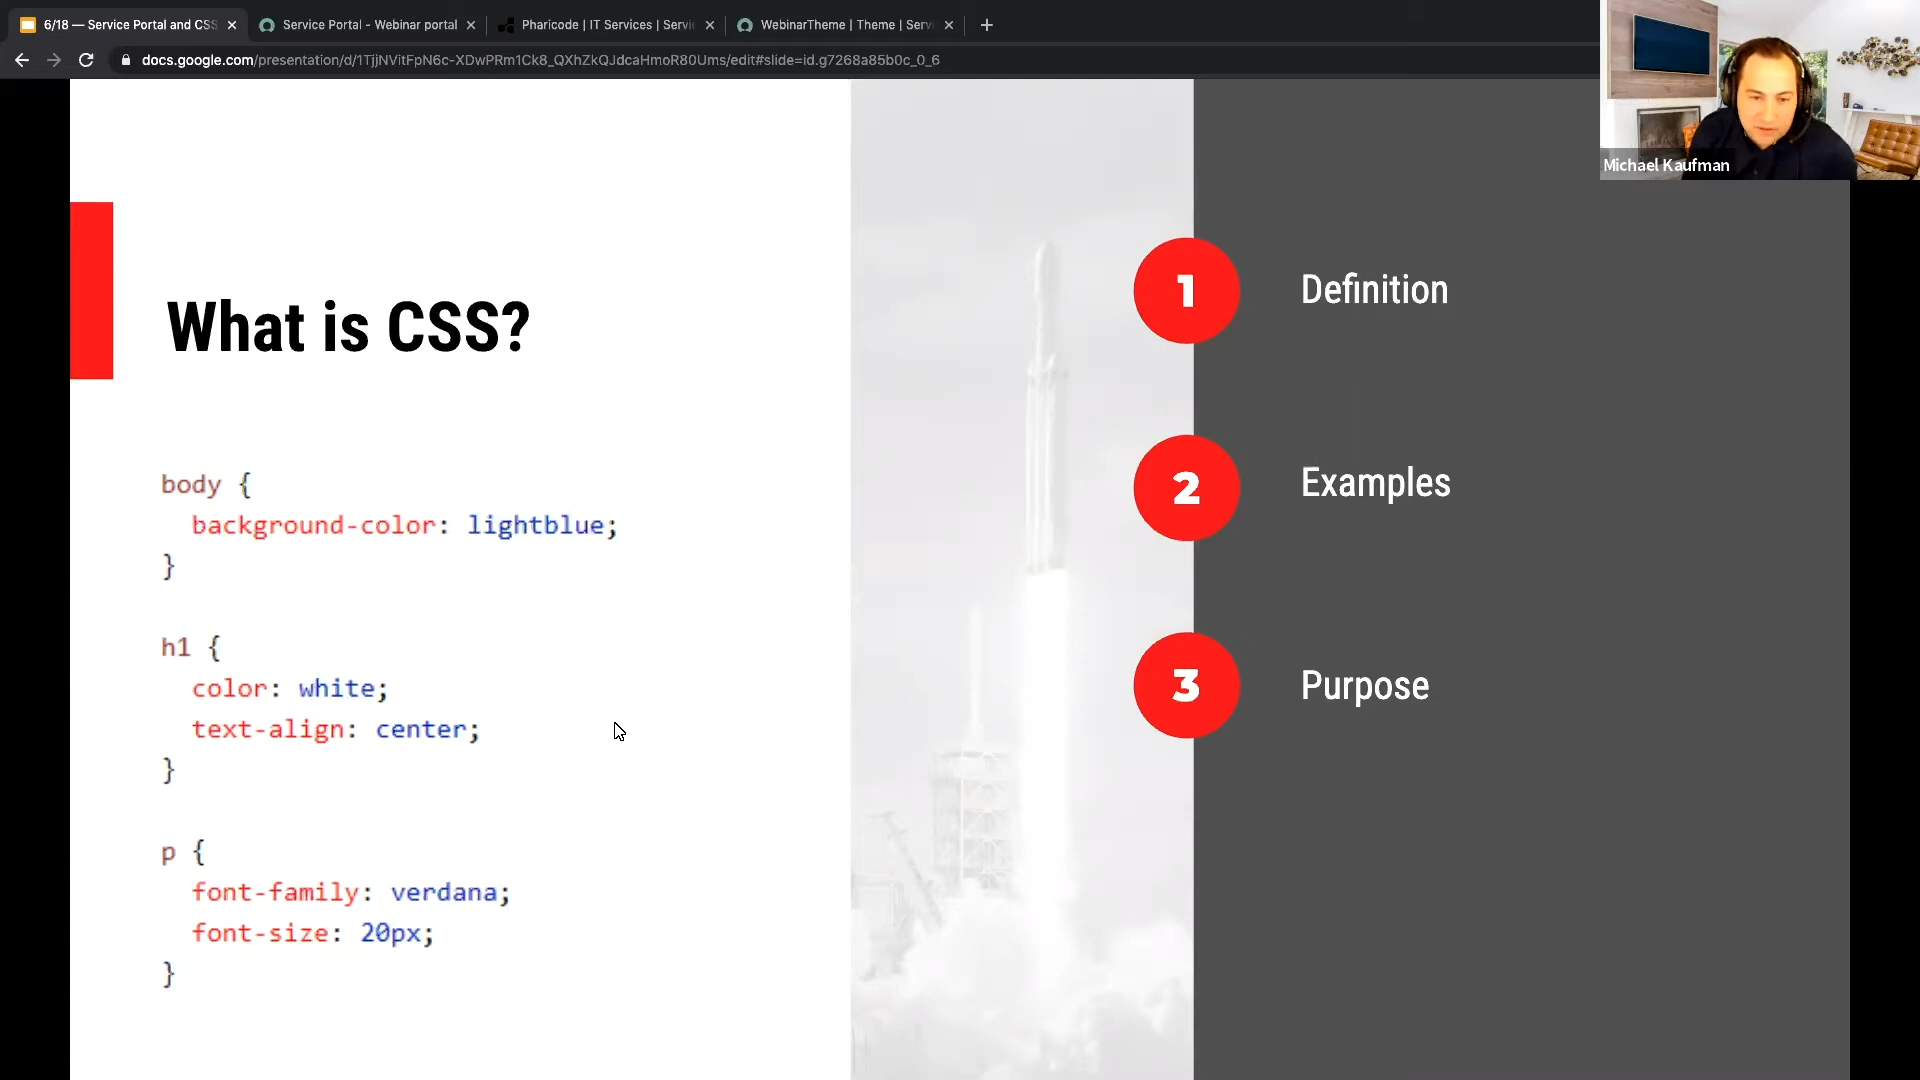 6/18 — Service Portal and CSS
Service Portal - Webinar portal
Pharicode | IT Services | Servi
WebinarTheme | Theme | Servi
docs.google.com/presentation/d/1TjjNVitFpN6c-XDwPRm1Ck8_QXhZkQJdcaHmoR80Ums/edit#slide=id.g7268a85b0c_0_6
Michael Kaufman
What is CSS?
body {
background-color: lightblue;
}
h1 {
color: white;
text-align: center;
}
p {
font-family: verdana;
font-size: 20px;
}
1 Definition
2 Examples
3 Purpose